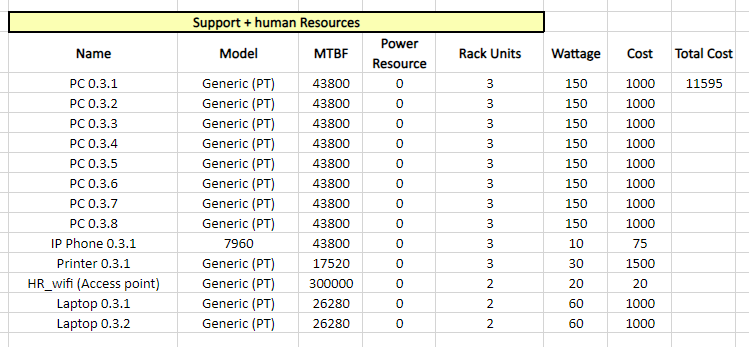 Support + human Resources
Name Model MTBF Power Resource Rack Units Wattage Cost Total Cost
PC 0.3.1 Generic (PT) 43800 0 3 150 1000 11595
PC 0.3.2 Generic (PT) 43800 0 3 150 1000
PC 0.3.3 Generic (PT) 43800 0 3 150 1000
PC 0.3.4 Generic (PT) 43800 0 3 150 1000
PC 0.3.5 Generic (PT) 43800 0 3 150 1000
PC 0.3.6 Generic (PT) 43800 0 3 150 1000
PC 0.3.7 Generic (PT) 43800 0 3 150 1000
PC 0.3.8 Generic (PT) 43800 0 3 150 1000
IP Phone 0.3.1 7960 43800 0 3 10 75
Printer 0.3.1 Generic (PT) 17520 0 3 30 1500
HR_wifi (Access point) Generic (PT) 300000 0 2 20 20
Laptop 0.3.1 Generic (PT) 26280 0 2 60 1000
Laptop 0.3.2 Generic (PT) 26280 0 2 60 1000